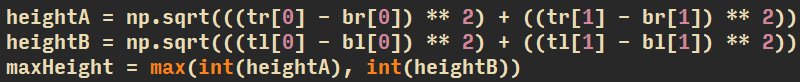 heightA = np.sqrt(((tr[0] - br[0]) ** 2) + ((tr[1] - br[1]) ** 2))
heightB = np.sqrt(((tl[0] - bl[0]) ** 2) + ((tl[1] - bl[1]) ** 2))
maxHeight = max(int(heightA), int(heightB))